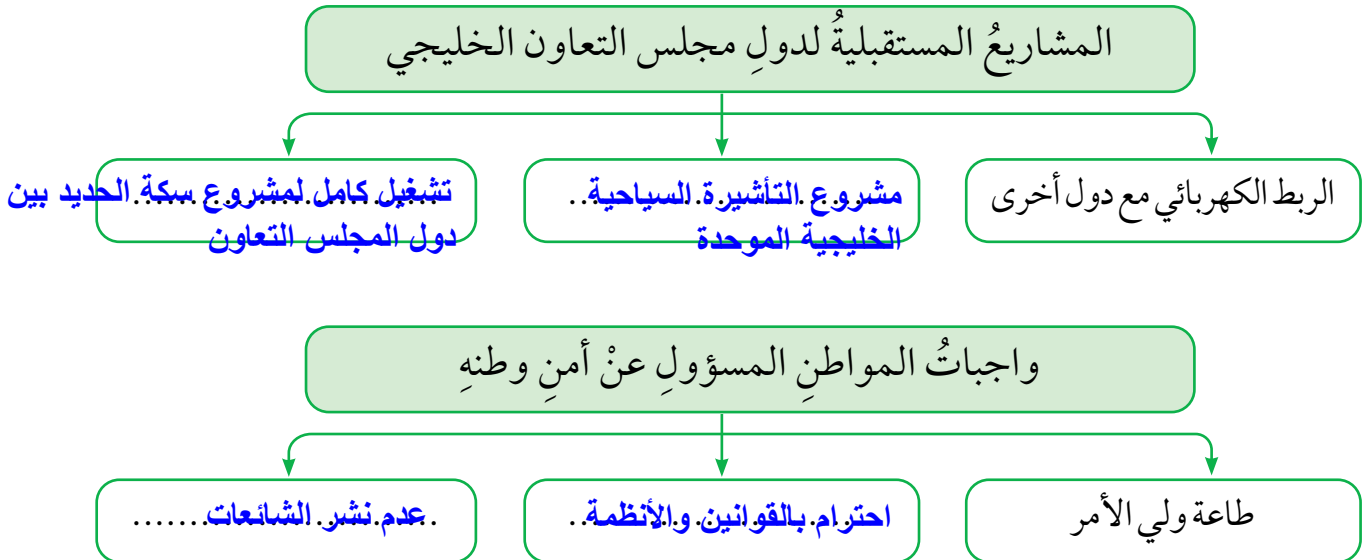 المشاريعُ المستقبليةُ لدولِ مجلس التعاون الخليجي
الربط الكهربائي مع دول أخرى
مشروع التأشيرة السياحية..
الخليجية الموحدة
تشغيل كامل لمشروع سكة الحديد بين
دول المجلس التعاون
واجباتُ المواطنِ المسؤولِ عنْ أمنِ وطنهِ
طاعة ولي الأمر
احترام بالقوانين والأنظمة..
عدم نشر الشائعات.......